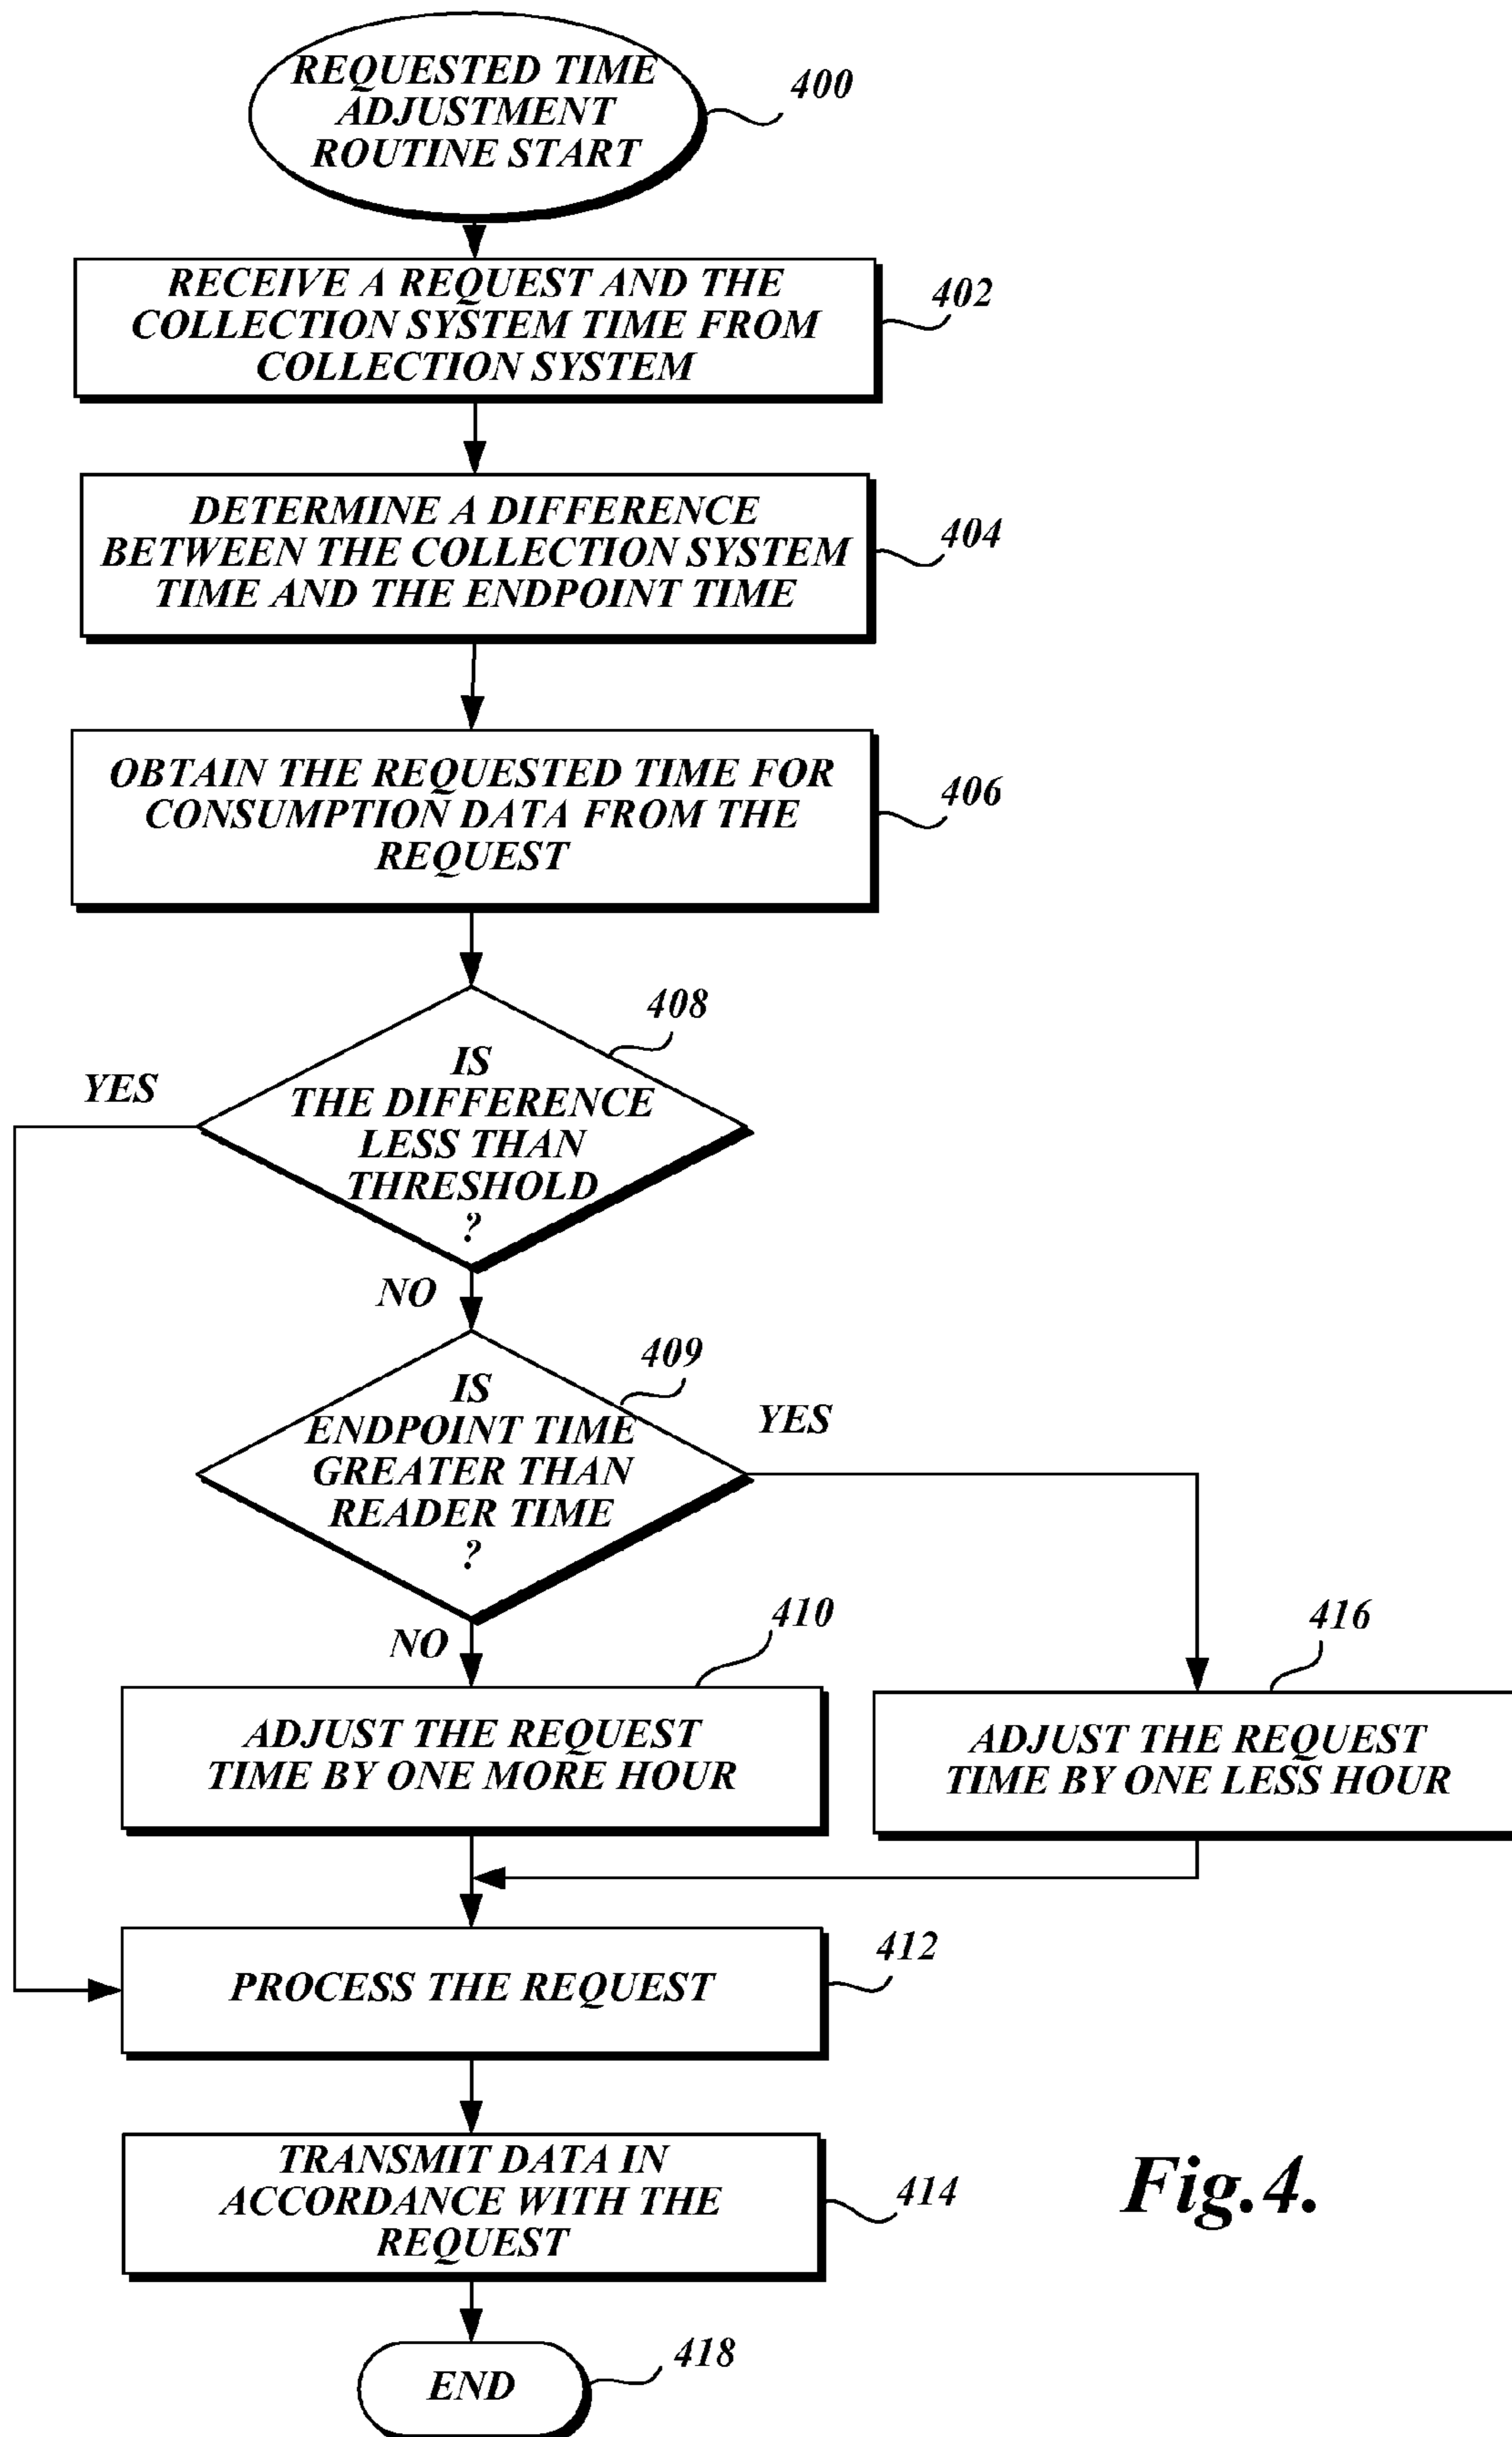 REQUESTED TIME
ADJUSTMENT
ROUTINE START
400
RECEIVE A REQUEST AND THE
COLLECTION SYSTEM TIME FROM
COLLECTION SYSTEM
402
DETERMINE A DIFFERENCE
BETWEEN THE COLLECTION SYSTEM
TIME AND THE ENDPOINT TIME
404
OBTAIN THE REQUESTED TIME FOR
CONSUMPTION DATA FROM THE
REQUEST
406
408
IS
THE DIFFERENCE
LESS THAN
THRESHOLD
?
YES
NO
409
IS
ENDPOINT TIME
GREATER THAN
READER TIME
?
YES
NO
410
ADJUST THE REQUEST
TIME BY ONE MORE HOUR
416
ADJUST THE REQUEST
TIME BY ONE LESS HOUR
PROCESS THE REQUEST
412
TRANSMIT DATA IN
ACCORDANCE WITH THE
REQUEST
414
Fig.4.
END
418